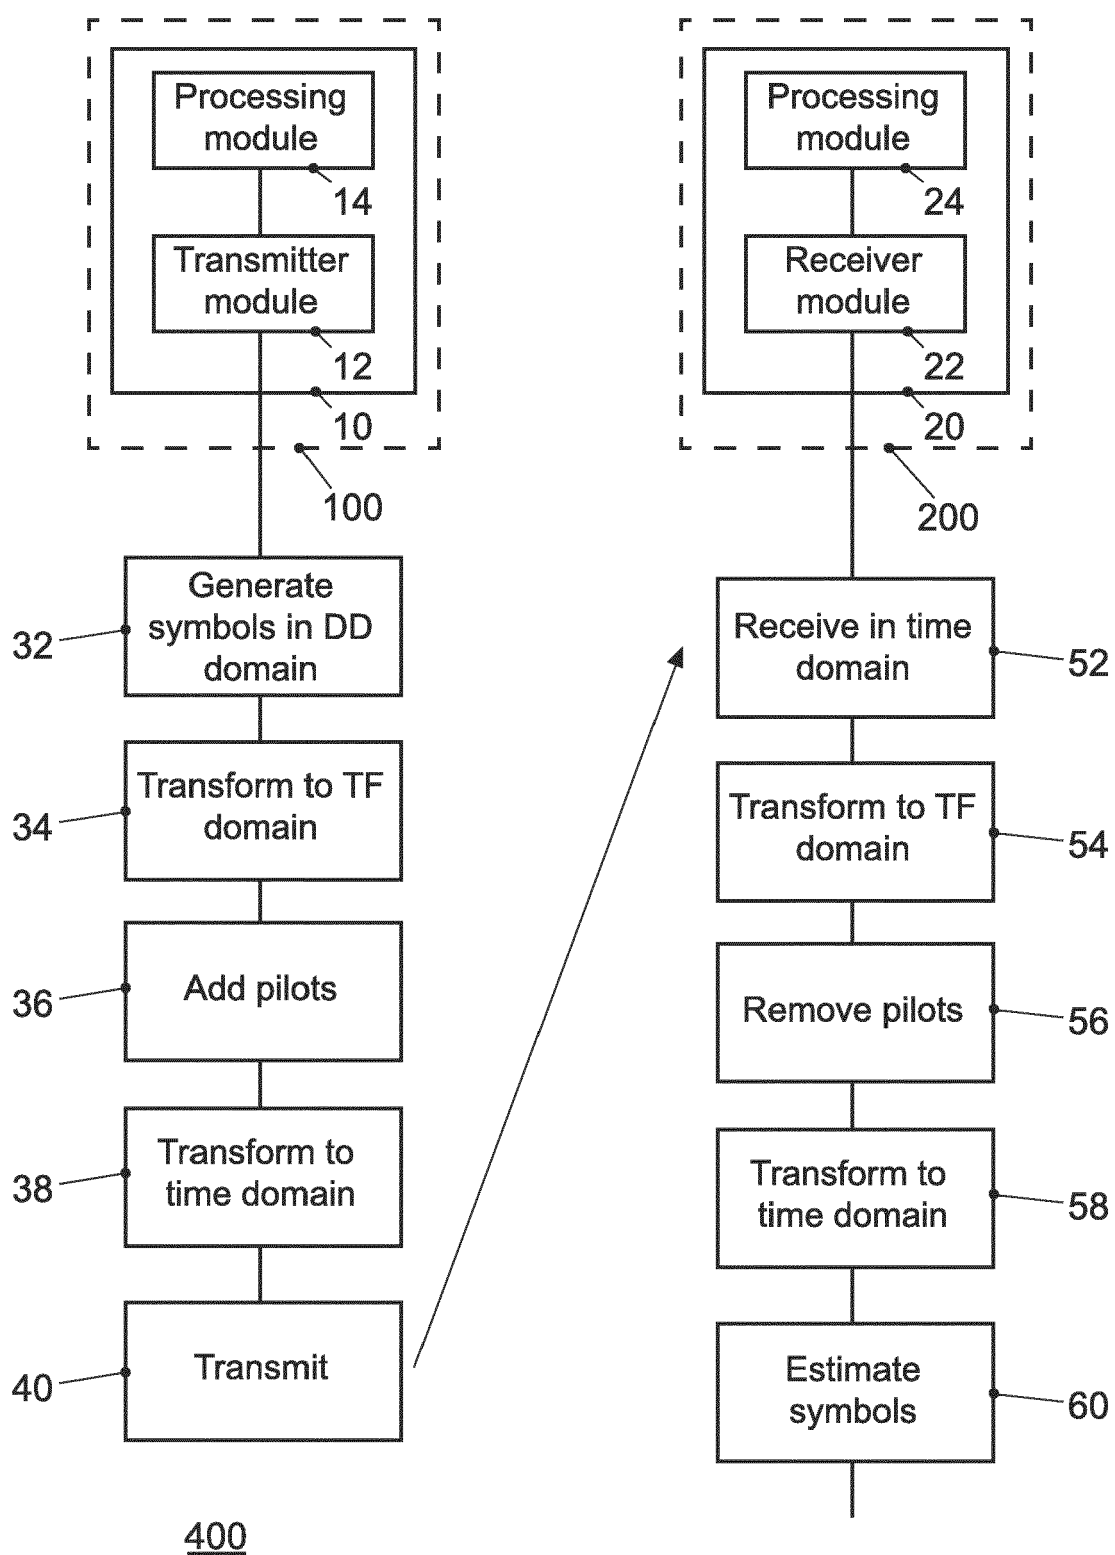 Processing
module
14
Transmitter
module
12
10
100
32
Generate
symbols in DD
domain
34
Transform to TF
domain
36
Add pilots
38
Transform to
time domain
40
Transmit
400
Processing
module
24
Receiver
module
22
20
200
Receive in time
domain
52
Transform to TF
domain
54
Remove pilots
56
Transform to
time domain
58
Estimate
symbols
60